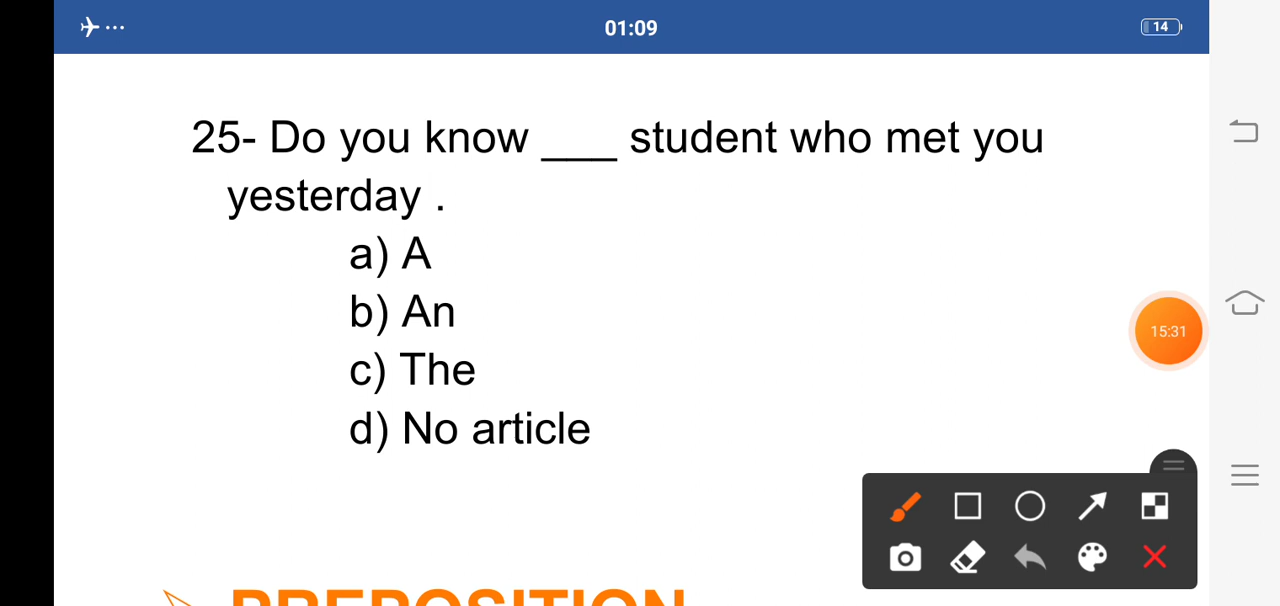 01:09
14
25- Do you know ___ student who met you
yesterday .
a) A
b) An
c) The
d) No article
15:31
PREPOSITION